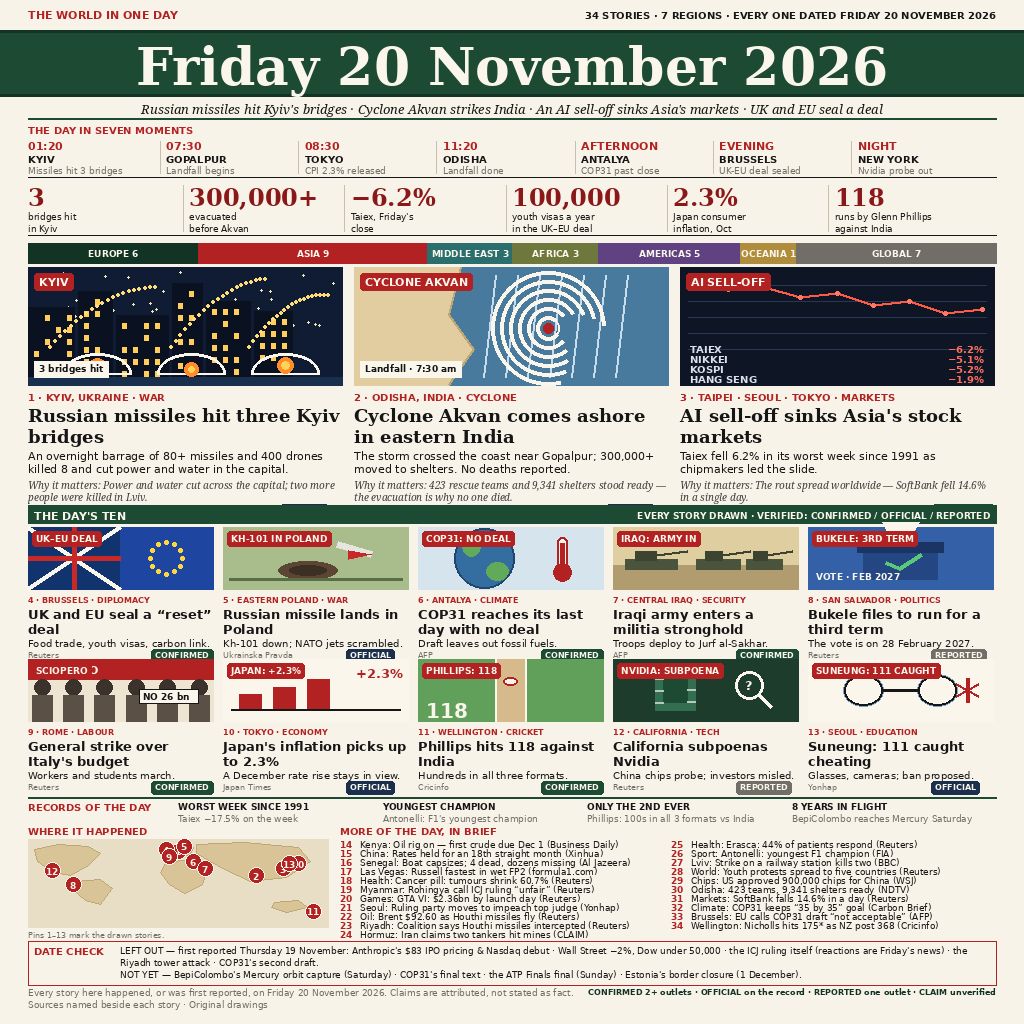 THE WORLD IN ONE DAY
34 STORIES · 7 REGIONS · EVERY ONE DATED FRIDAY 20 NOVEMBER 2026
Friday 20 November 2026
Russian missiles hit Kyiv's bridges · Cyclone Akvan strikes India · An AI sell-off sinks Asia's markets · UK and EU seal a deal
THE DAY IN SEVEN MOMENTS
01:20
KYIV
Missiles hit 3 bridges
07:30
GOPALPUR
Landfall begins
08:30
TOKYO
CPI 2.3% released
11:20
ODISHA
Landfall done
AFTERNOON
ANTALYA
COP31 past close
EVENING
BRUSSELS
UK-EU deal sealed
NIGHT
NEW YORK
Nvidia probe out
3
bridges hit
in Kyiv
300,000+
evacuated
before Akvan
−6.2%
Taiex, Friday's
close
100,000
youth visas a year
in the UK–EU deal
2.3%
Japan consumer
inflation, Oct
118
runs by Glenn Phillips
against India
EUROPE 6
ASIA 9
MIDDLE EAST 3
AFRICA 3
AMERICAS 5
OCEANIA 1
GLOBAL 7
KYIV
3 bridges hit
CYCLONE AKVAN
Landfall · 7:30 am
AI SELL-OFF
TAIEX −6.2%
NIKKEI −5.1%
KOSPI −5.2%
HANG SENG −1.9%
1 · KYIV, UKRAINE · WAR
Russian missiles hit three Kyiv
bridges
An overnight barrage of 80+ missiles and 400 drones
killed 8 and cut power and water in the capital.
Why it matters: Power and water cut across the capital; two more
people were killed in Lviv.
2 · ODISHA, INDIA · CYCLONE
Cyclone Akvan comes ashore
in eastern India
The storm crossed the coast near Gopalpur; 300,000+
moved to shelters. No deaths reported.
Why it matters: 423 rescue teams and 9,341 shelters stood ready —
the evacuation is why no one died.
3 · TAIPEI · SEOUL · TOKYO · MARKETS
AI sell-off sinks Asia's stock
markets
Taiex fell 6.2% in its worst week since 1991 as
chipmakers led the slide.
Why it matters: The rout spread worldwide — SoftBank fell 14.6%
in a single day.
THE DAY'S TEN
EVERY STORY DRAWN · VERIFIED: CONFIRMED / OFFICIAL / REPORTED
UK–EU DEAL
4 · BRUSSELS · DIPLOMACY
UK and EU seal a “reset”
deal
Food trade, youth visas, carbon link.
Reuters
CONFIRMED
KH-101 IN POLAND
5 · EASTERN POLAND · WAR
Russian missile lands in
Poland
Kh-101 down; NATO jets scrambled.
Ukrainska Pravda
OFFICIAL
COP31: NO DEAL
6 · ANTALYA · CLIMATE
COP31 reaches its last
day with no deal
Draft leaves out fossil fuels.
AFP
IRAQ: ARMY IN
7 · CENTRAL IRAQ · SECURITY
Iraqi army enters a
militia stronghold
Troops deploy to Jurf al-Sakhar.
AFP
CONFIRMED
BUKELE: 3RD TERM
VOTE · FEB 2027
8 · SAN SALVADOR · POLITICS
Bukele files to run for a
third term
The vote is on 28 February 2027.
Reuters
REPORTED
SCIOPERO
NO 26 bn
9 · ROME · LABOUR
General strike over
Italy's budget
Workers and students march.
Reuters
CONFIRMED
JAPAN: +2.3%
+2.3%
10 · TOKYO · ECONOMY
Japan's inflation picks up
to 2.3%
A December rate rise stays in view.
Japan Times
OFFICIAL
PHILLIPS: 118
118
11 · WELLINGTON · CRICKET
Phillips hits 118 against
India
Hundreds in all three formats.
Cricinfo
CONFIRMED
NVIDIA: SUBPOENA
?
12 · CALIFORNIA · TECH
California subpoenas
Nvidia
China chips probe; investors misled.
Reuters
REPORTED
SUNEUNG: 111 CAUGHT
13 · SEOUL · EDUCATION
Suneung: 111 caught
cheating
Glasses, cameras; ban proposed.
Yonhap
OFFICIAL
RECORDS OF THE DAY
WORST WEEK SINCE 1991
Taiex −17.5% on the week
YOUNGEST CHAMPION
Antonelli: F1's youngest champion
ONLY THE 2ND EVER
Phillips: 100s in all 3 formats vs India
8 YEARS IN FLIGHT
BepiColombo reaches Mercury Saturday
WHERE IT HAPPENED
12
8
9
5
6
7
2
13
11
Pins 1–13 mark the drawn stories.
MORE OF THE DAY, IN BRIEF
14 Kenya: Oil rig on — first crude due Dec 1 (Business Daily)
15 China: Rates held for an 18th straight month (Xinhua)
16 Senegal: Boat capsizes; 4 dead, dozens missing (Al Jazeera)
17 Las Vegas: Russell fastest in wet FP2 (formula1.com)
18 Health: Cancer pill: tumours shrink 60.7% (Reuters)
19 Myanmar: Rohingya call ICJ ruling “unfair” (Reuters)
20 Games: GTA VI: $2.36bn by launch day (Reuters)
21 Seoul: Ruling party moves to impeach top judge (Yonhap)
22 Oil: Brent $92.60 as Houthi missiles fly (Reuters)
23 Riyadh: Coalition says Houthi missiles intercepted (Reuters)
24 Hormuz: Iran claims two tankers hit mines (CLAIM)
25 Health: Erasca: 44% of patients respond (Reuters)
26 Sport: Antonelli: youngest F1 champion (FIA)
27 Lviv: Strike on a railway station kills two (BBC)
28 World: Youth protests spread to five countries (Reuters)
29 Chips: US approved 900,000 chips for China (WSJ)
30 Odisha: 423 teams, 9,341 shelters ready (NDTV)
31 Markets: SoftBank falls 14.6% in a day (Reuters)
32 Climate: COP31 keeps “35 by 35” goal (Carbon Brief)
33 Brussels: EU calls COP31 draft “not acceptable” (AFP)
34 Wellington: Nicholls hits 175* as NZ post 368 (Cricinfo)
DATE CHECK
LEFT OUT — first reported Thursday 19 November: Anthropic's $83 IPO pricing & Nasdaq debut · Wall Street −2%, Dow under 50,000 · the ICJ ruling itself (reactions are Friday's news) · the
Riyadh tower attack · COP31's second draft.
NOT YET — BepiColombo's Mercury orbit capture (Saturday) · COP31's final text · the ATP Finals final (Sunday) · Estonia's border closure (1 December).
Every story here happened, or was first reported, on Friday 20 November 2026. Claims are attributed, not stated as fact.
CONFIRMED 2+ outlets · OFFICIAL on the record · REPORTED one outlet · CLAIM unverified
Sources named beside each story · Original drawings